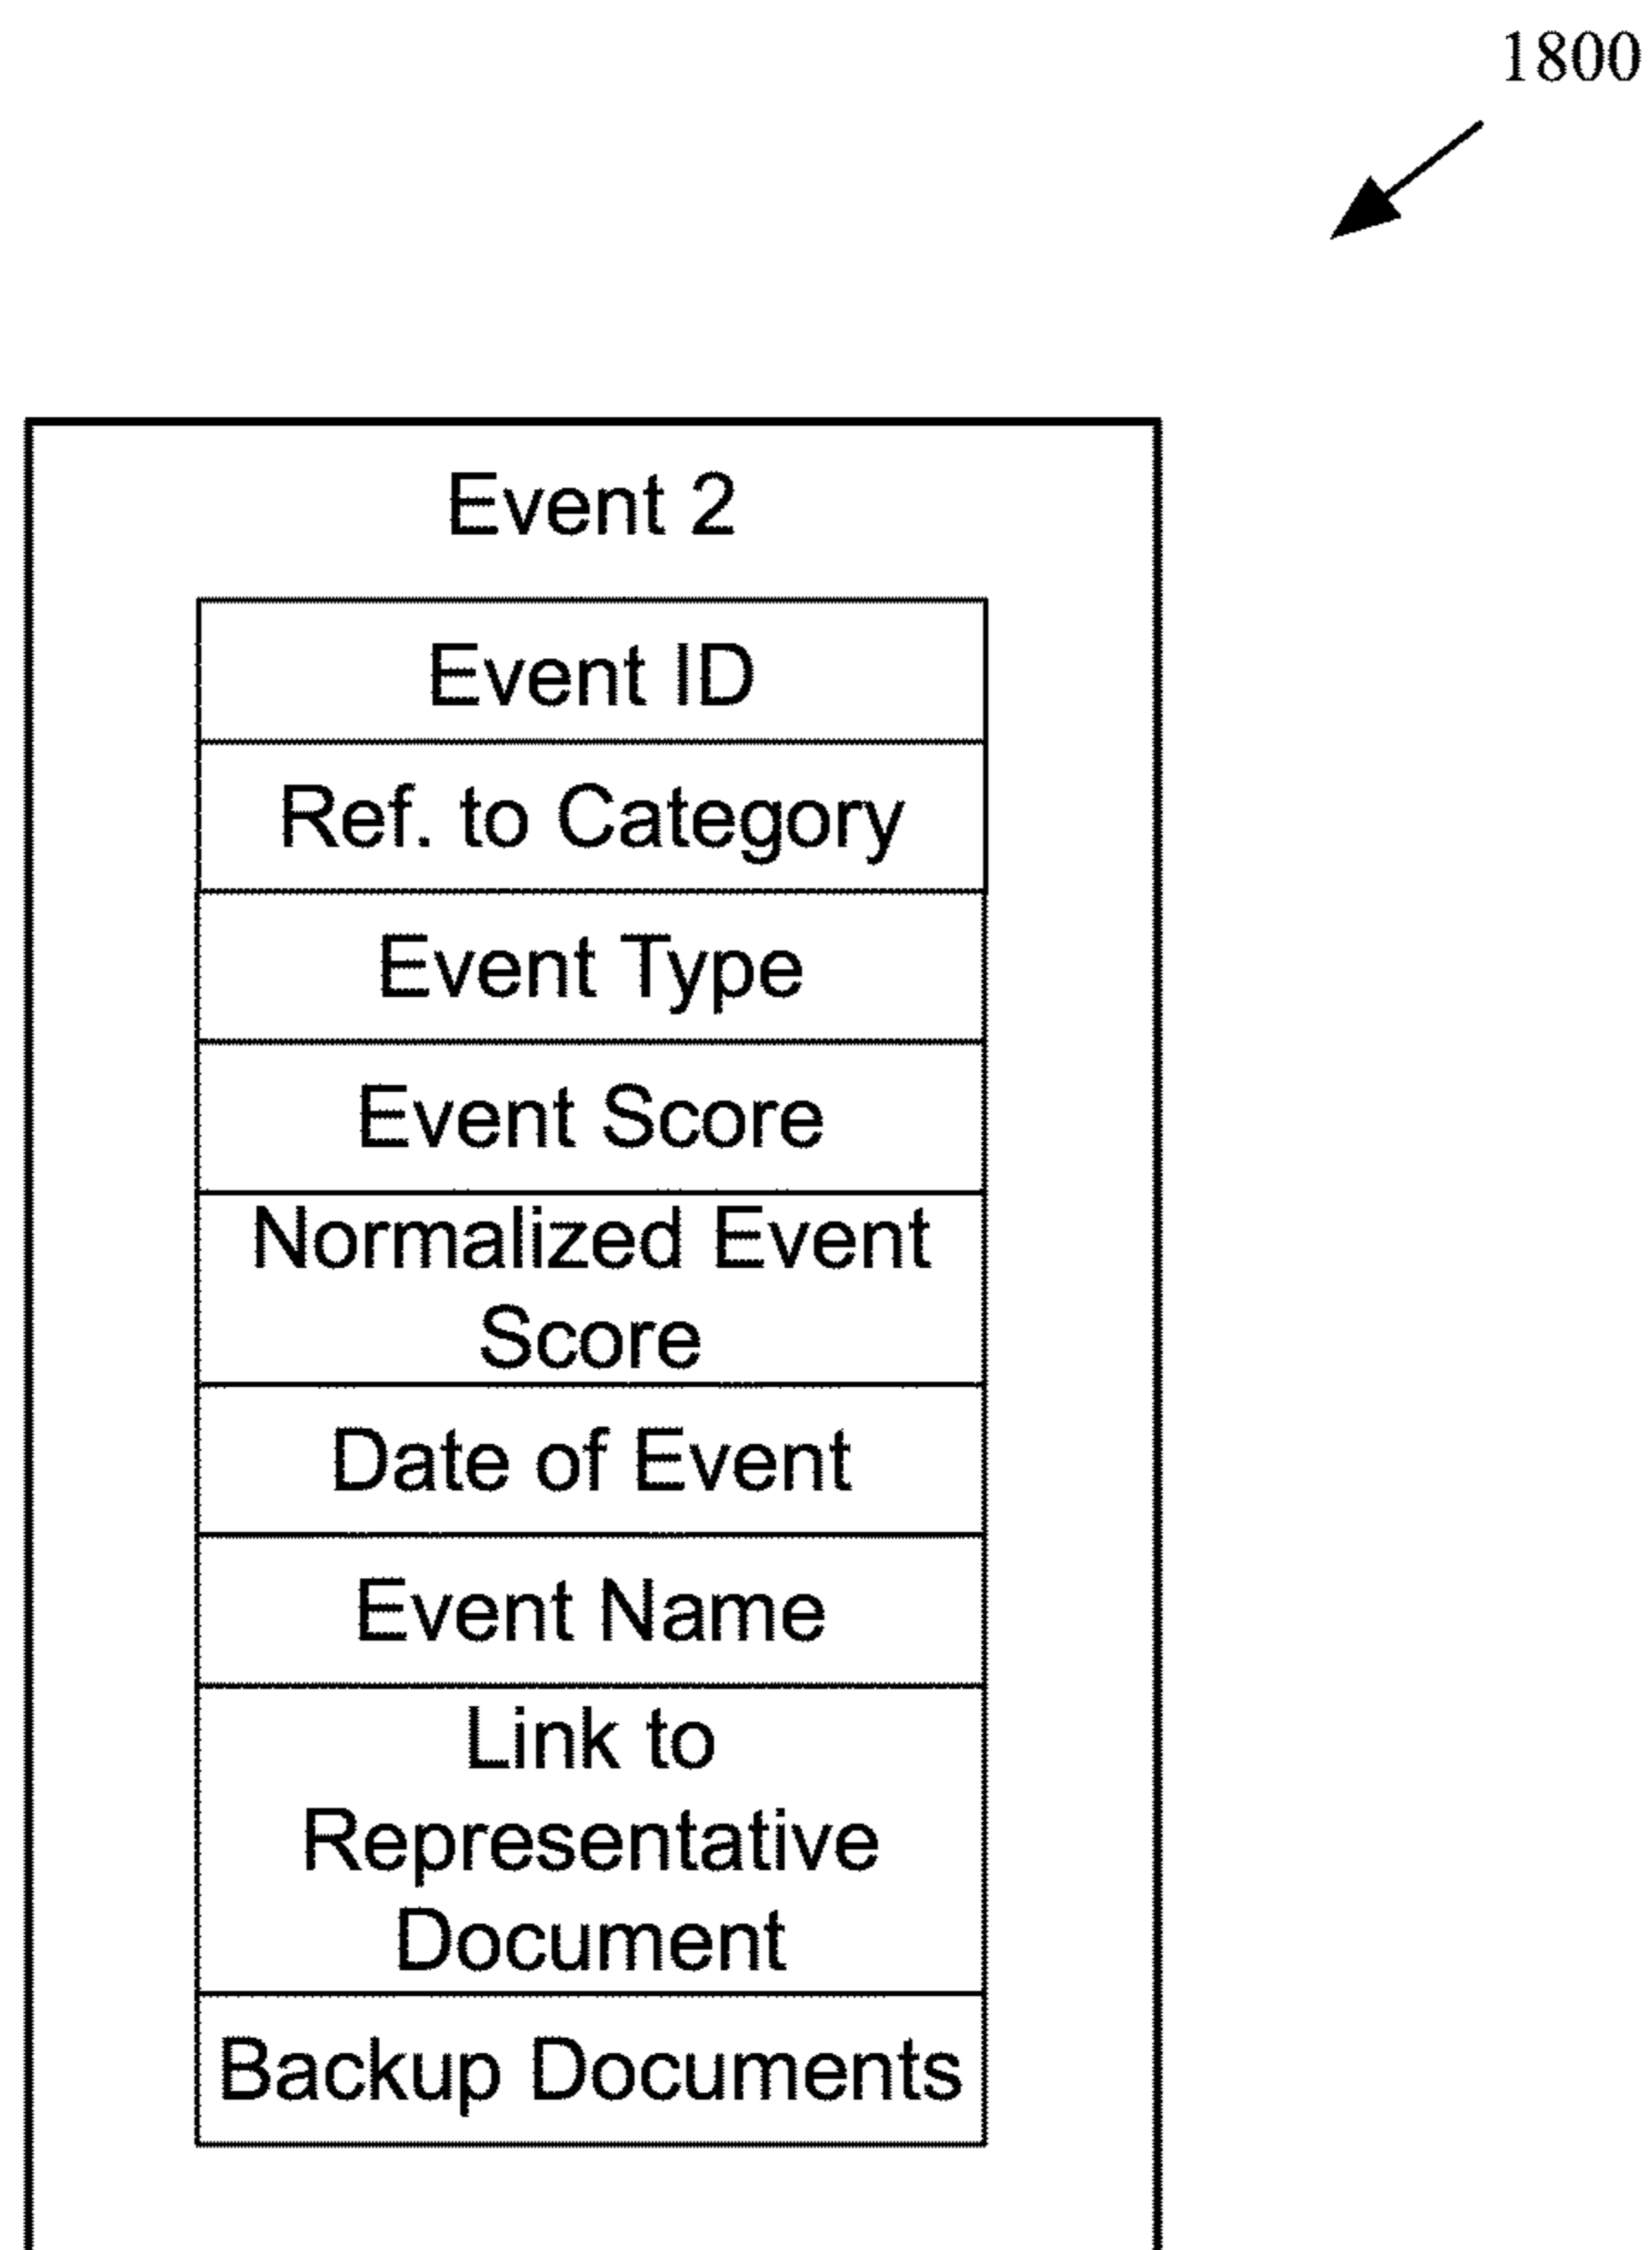 1800
Event 2
Event ID
Ref. to Category
Event Type
Event Score
Normalized Event
Score
Date of Event
Event Name
Link to
Representative
Document
Backup Documents